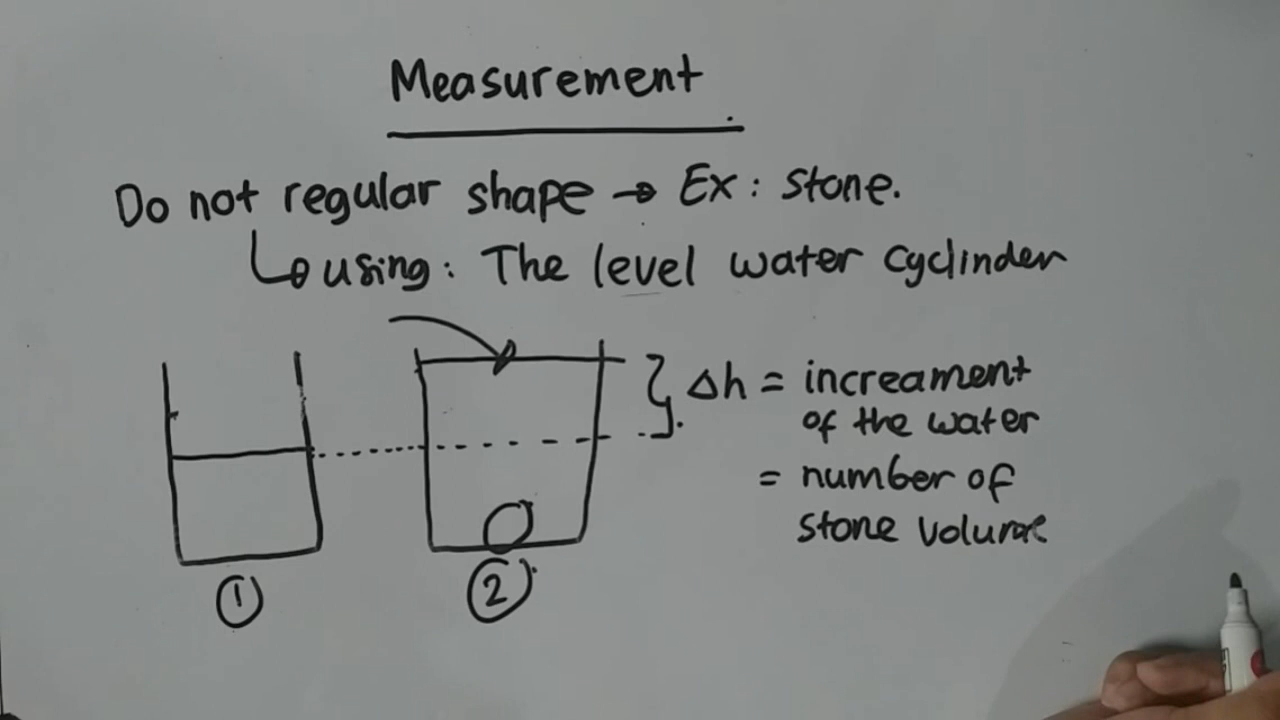 Measurement
Do not regular shape → Ex: stone.
using: The level water cyclinder
Δh = increament
of the water
= number of
stone volume
1
2